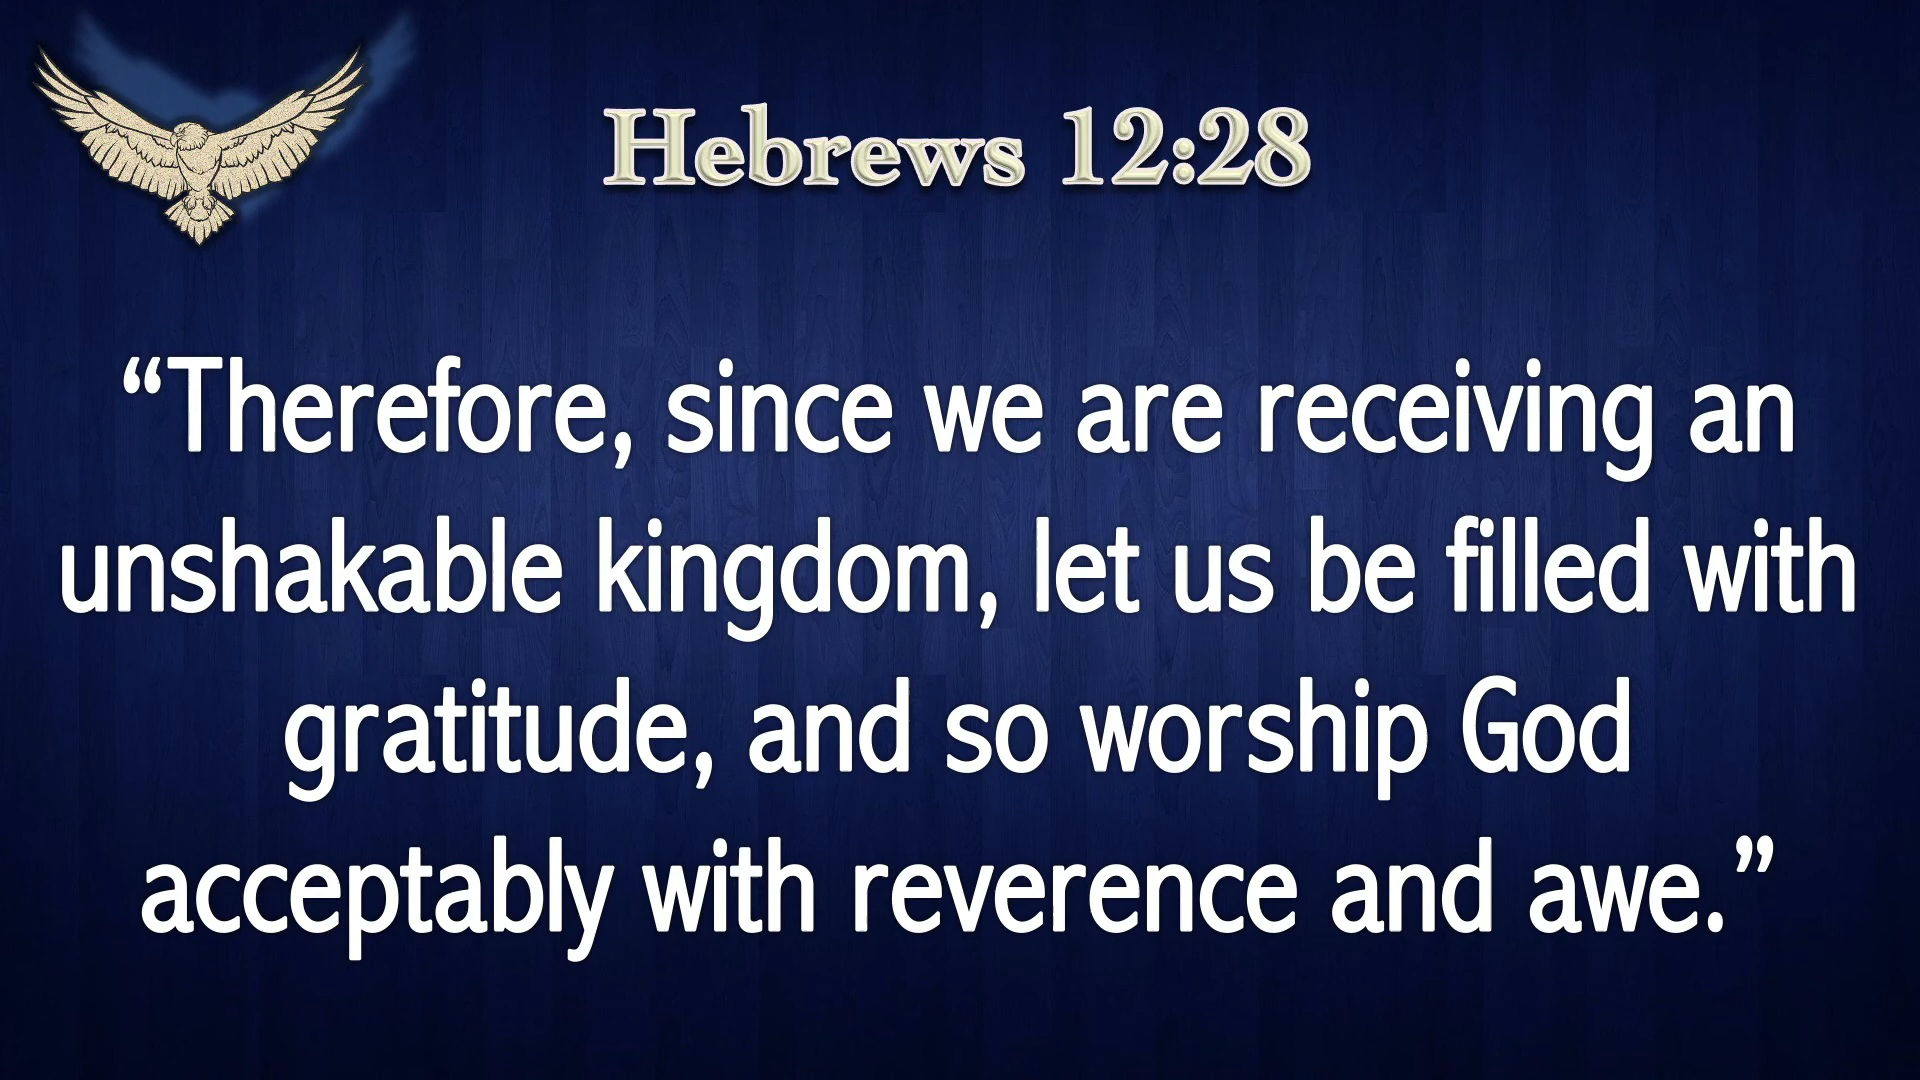 Hebrews 12:28
“Therefore, since we are receiving an
unshakable kingdom, let us be filled with
gratitude, and so worship God
acceptably with reverence and awe.”